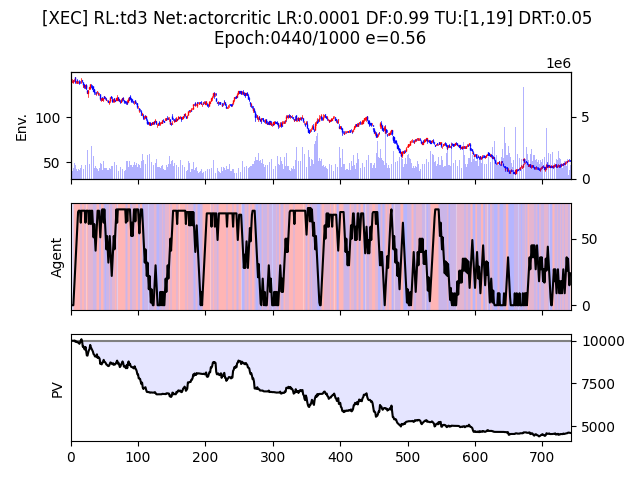 [XEC] RL:td3 Net:actorcritic LR:0.0001 DF:0.99 TU:[1,19] DRT:0.05
Epoch:0440/1000 e=0.56
1e6
Env.
100
50
5
0
Agent
50
0
PV
10000
7500
5000
0 100 200 300 400 500 600 700